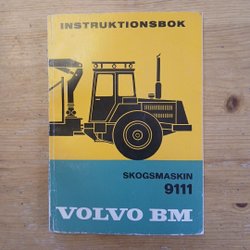 INSTRUKTIONSBOK
SKOGSMASKIN
9111
VOLVO BM